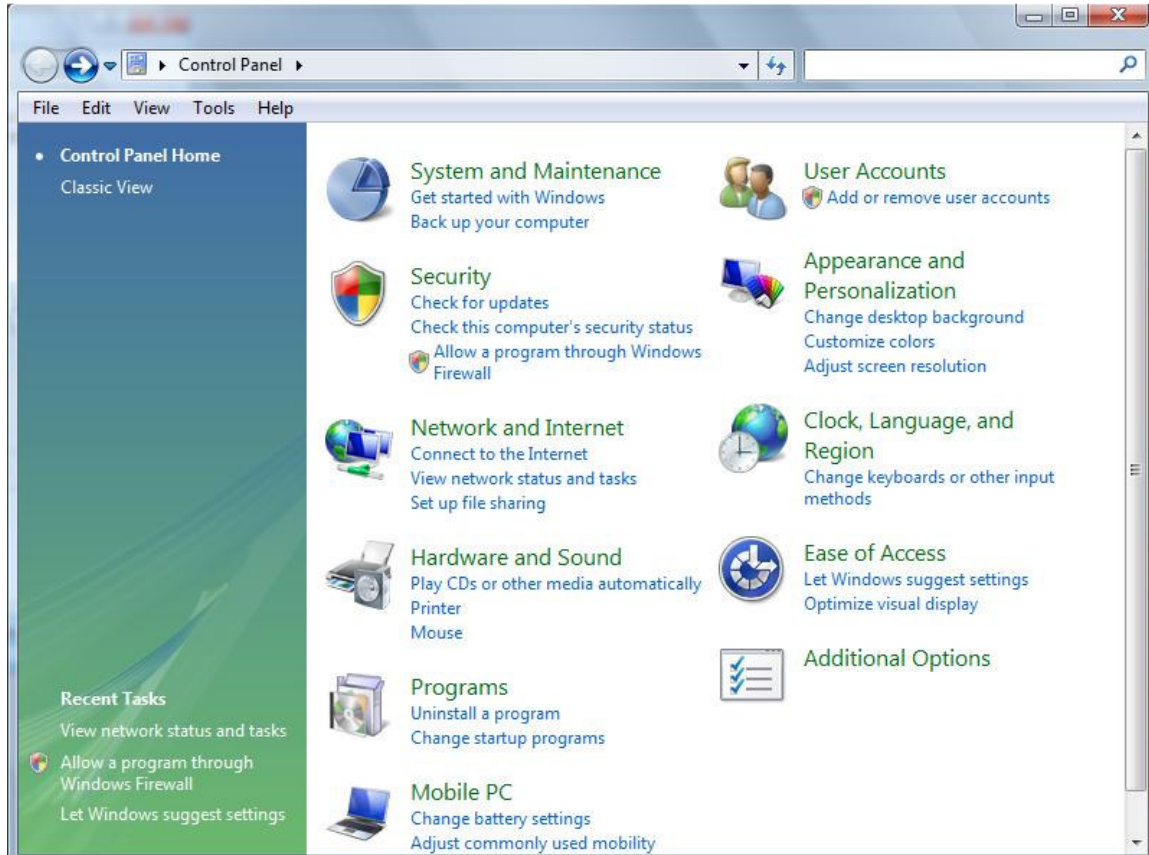 Control Panel
File Edit View Tools Help
Control Panel Home
Classic View
Recent Tasks
View network status and tasks
Allow a program through
Windows Firewall
Let Windows suggest settings
System and Maintenance
Get started with Windows
Back up your computer
Security
Check for updates
Check this computer's security status
Allow a program through Windows
Firewall
Network and Internet
Connect to the Internet
View network status and tasks
Set up file sharing
Hardware and Sound
Play CDs or other media automatically
Printer
Mouse
Programs
Uninstall a program
Change startup programs
Mobile PC
Change battery settings
Adjust commonly used mobility
User Accounts
Add or remove user accounts
Appearance and
Personalization
Change desktop background
Customize colors
Adjust screen resolution
Clock, Language, and
Region
Change keyboards or other input
methods
Ease of Access
Let Windows suggest settings
Optimize visual display
Additional Options